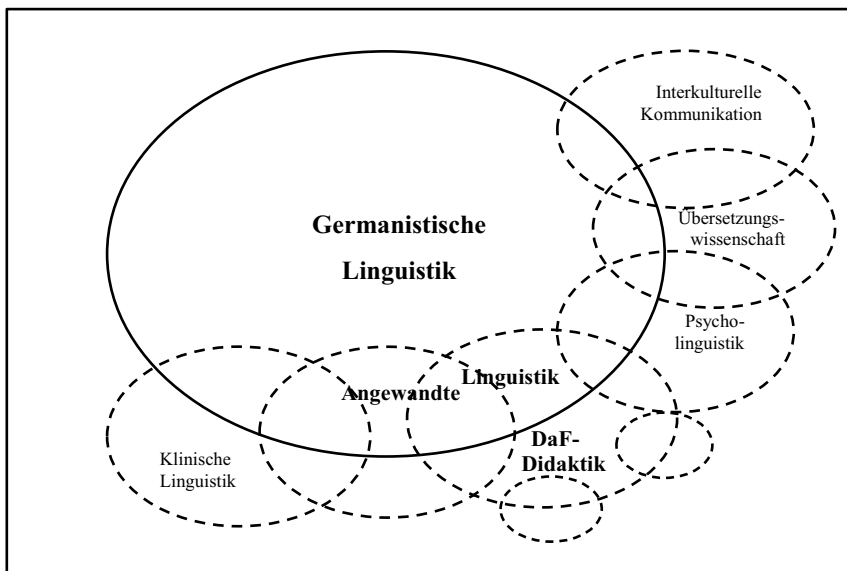 Interkulturelle
Kommunikation
Germanistische
Linguistik
Übersetzungs-
wissenschaft
Psycho-
linguistik
Angewandte
Linguistik
DaF-
Didaktik
Klinische
Linguistik